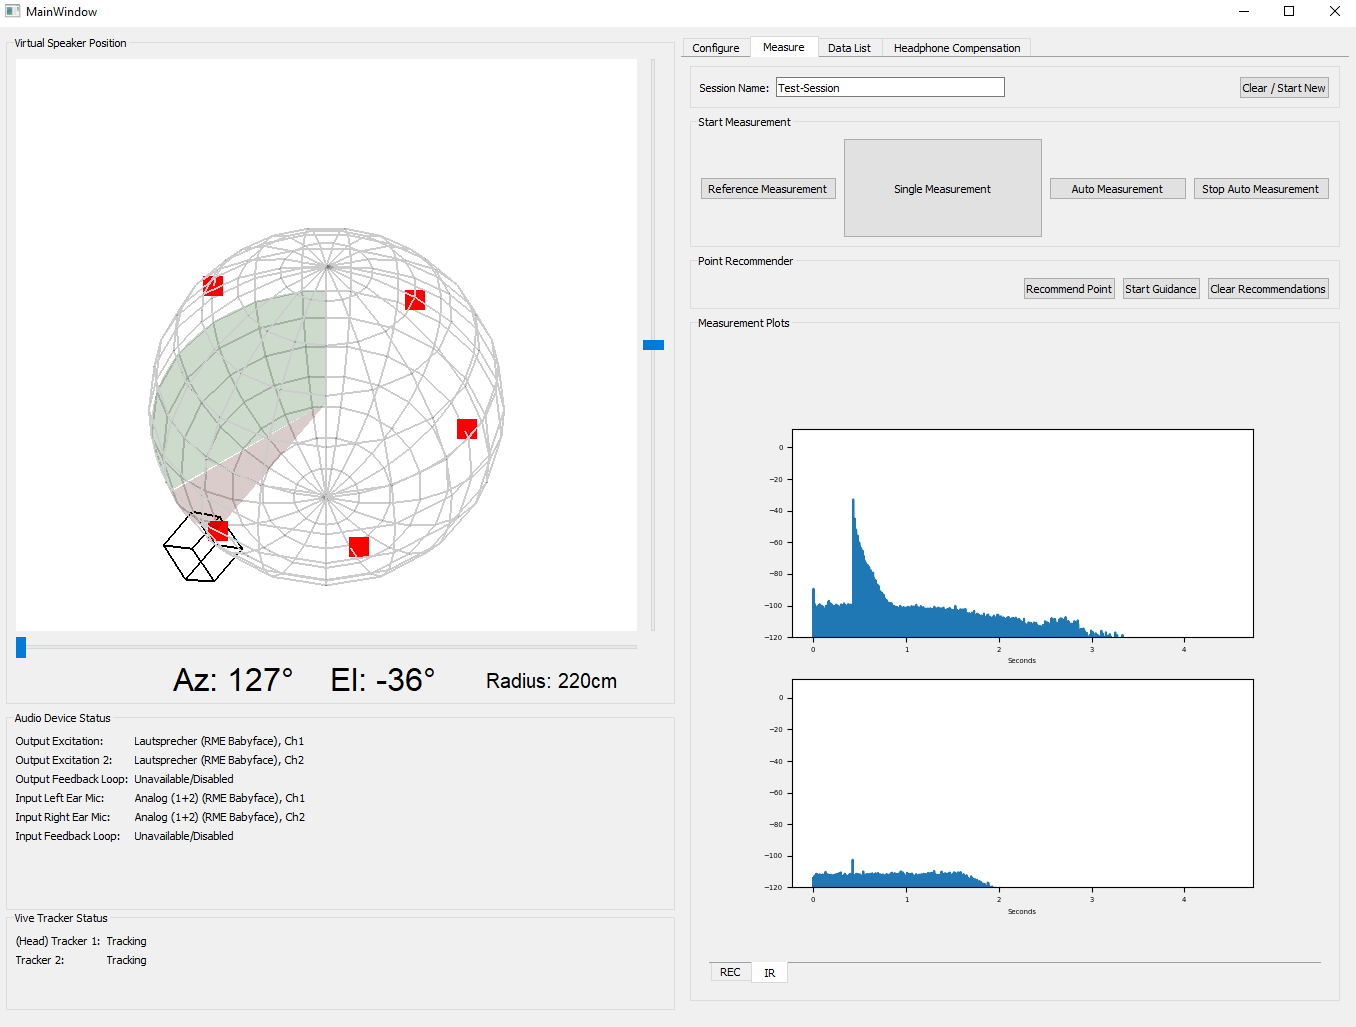 MainWindow
Virtual Speaker Position
Az: 127° El: -36° Radius: 220cm
Audio Device Status
Output Excitation: Lautsprecher (RME Babyface), Ch1
Output Excitation 2: Lautsprecher (RME Babyface), Ch2
Output Feedback Loop: Unavailable/Disabled
Input Left Ear Mic: Analog (1+2) (RME Babyface), Ch1
Input Right Ear Mic: Analog (1+2) (RME Babyface), Ch2
Input Feedback Loop: Unavailable/Disabled
Vive Tracker Status
(Head) Tracker 1: Tracking
Tracker 2: Tracking
Configure Measure Data List Headphone Compensation
Session Name: Test-Session Clear / Start New
Start Measurement
Reference Measurement Single Measurement Auto Measurement Stop Auto Measurement
Point Recommender
Recommend Point Start Guidance Clear Recommendations
Measurement Plots
0
−20
−40
−60
−80
−100
−120
0 1 2 3 4
Seconds
0
−20
−40
−60
−80
−100
−120
0 1 2 3 4
Seconds
REC IR